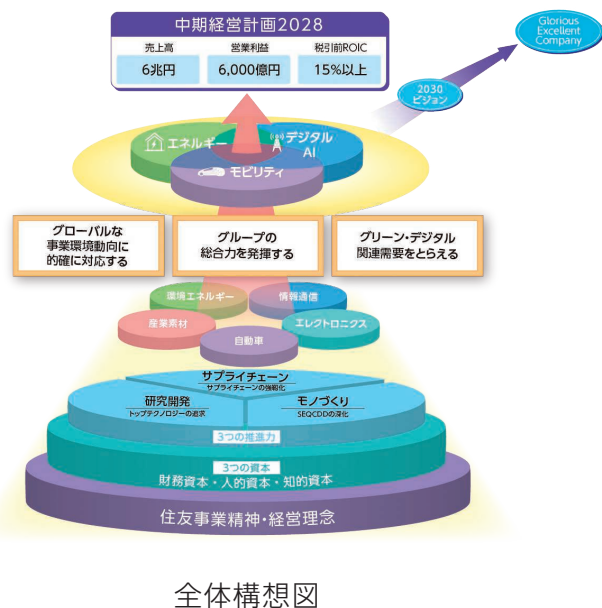 中期経営計画2028
売上高
営業利益
税引前ROIC
6兆円
6,000億円
15%以上
Glorious
Excellent
Company
2030
ビジョン
エネルギー
デジタル
AI
モビリティ
グローバルな
事業環境動向に
的確に対応する
グループの
総合力を発揮する
グリーン・デジタル
関連需要をとらえる
環境エネルギー
情報通信
産業素材
エレクトロニクス
自動車
サプライチェーン
サプライチェーンの強靱化
研究開発
トップテクノロジーの追求
モノづくり
SEQCDDの深化
3つの推進力
3つの資本
財務資本・人的資本・知的資本
住友事業精神・経営理念
全体構想図